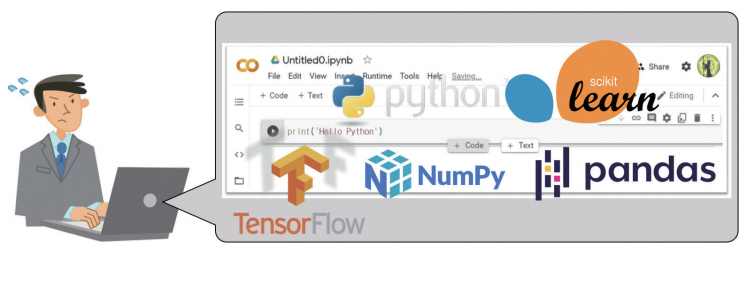 Untitled0.ipynb
File Edit View Insert Runtime Tools Help Saving...
Share
+ Code + Text
Editing
python
scikit
learn
print('Hello Python')
+ Code + Text
TensorFlow
NumPy
pandas